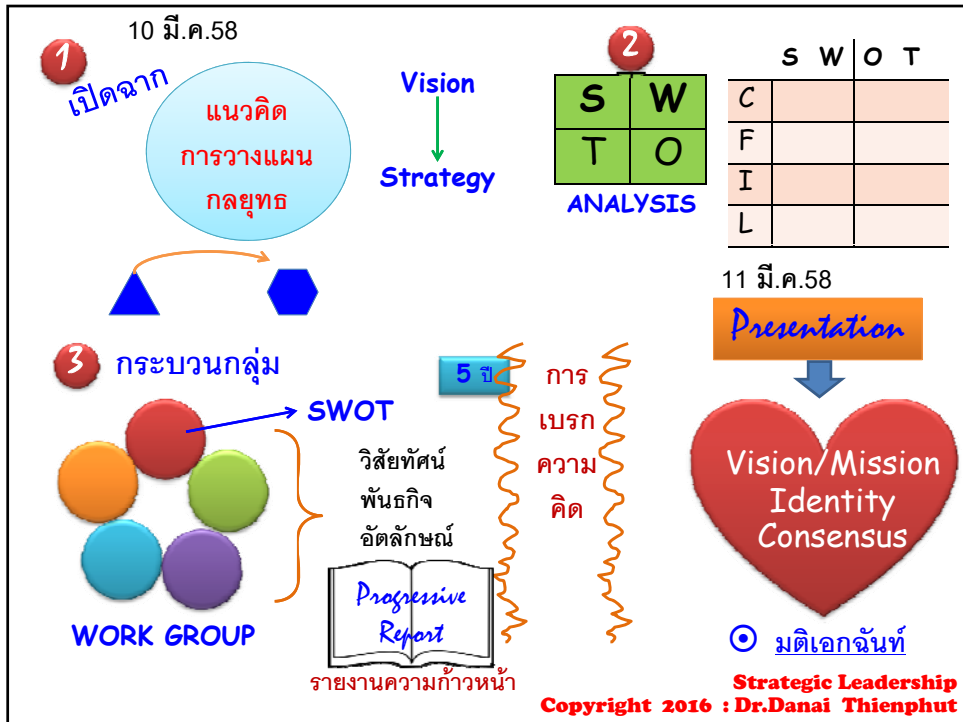 10 มี.ค.58
1
เปิดฉาก
แนวคิด
การวางแผน
กลยุทธ
Vision
Strategy
2
S W
T O
ANALYSIS
S W O T
C
F
I
L
3 กระบวนกลุ่ม
SWOT
วิสัยทัศน์
พันธกิจ
อัตลักษณ์
WORK GROUP
Progressive
Report
รายงานความก้าวหน้า
5 ปี
การ
เบรก
ความ
คิด
11 มี.ค.58
Presentation
Vision/Mission
Identity
Consensus
มติเอกฉันท์
Strategic Leadership
Copyright 2016 : Dr.Danai Thienphut